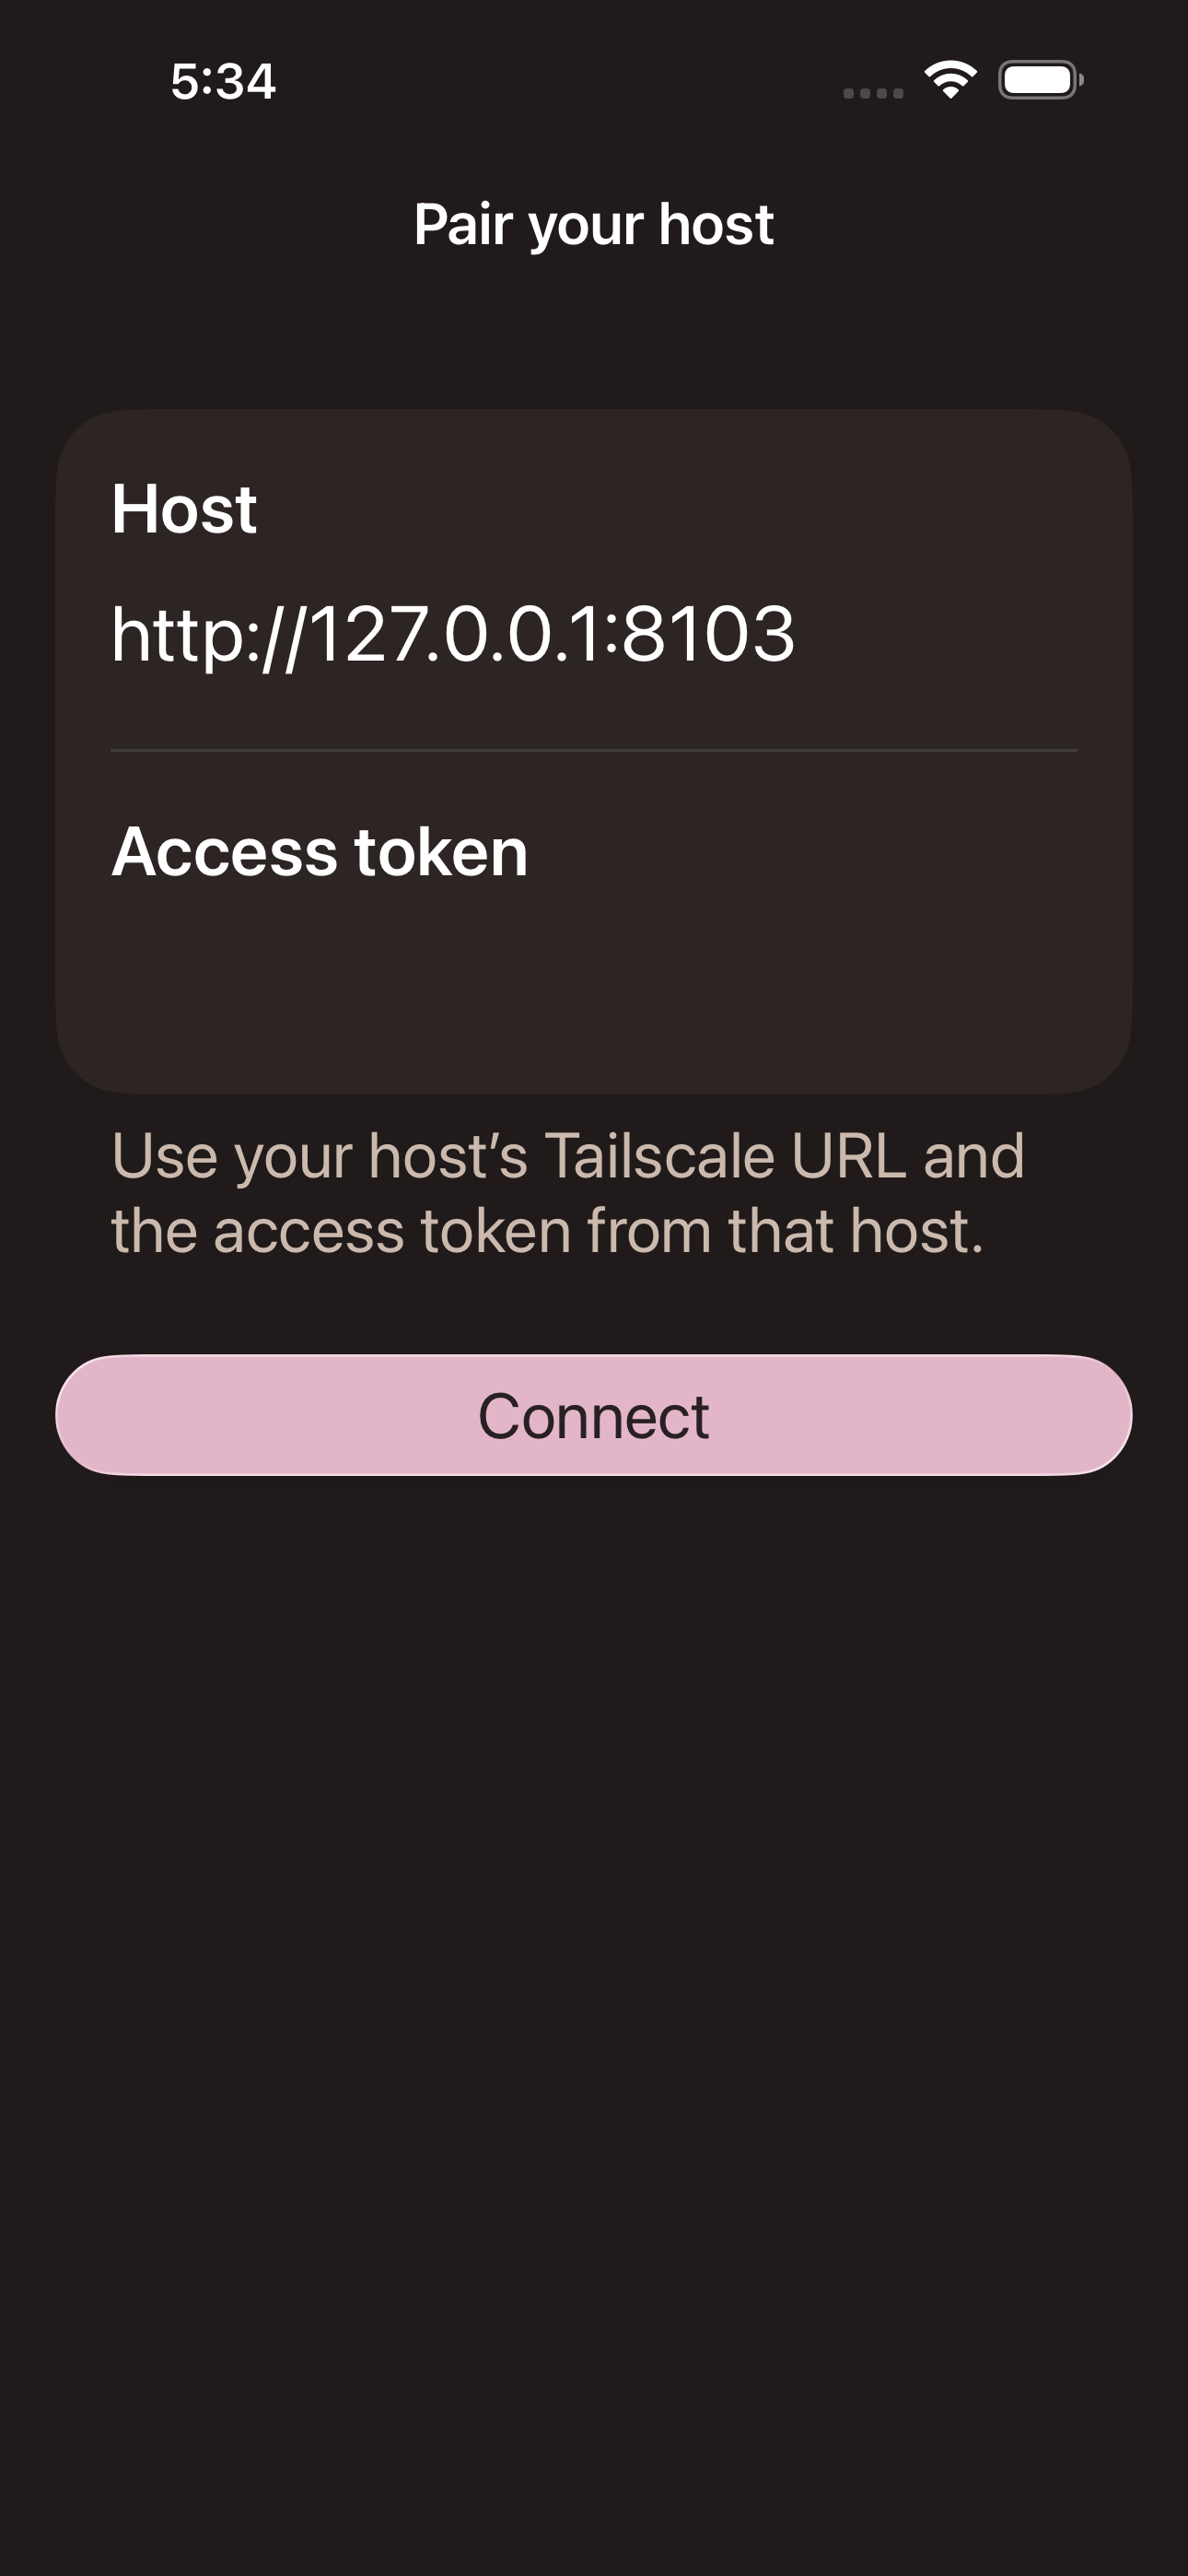 5:34
Pair your host
Host
http://127.0.0.1:8103
Access token
Use your host’s Tailscale URL and
the access token from that host.
Connect